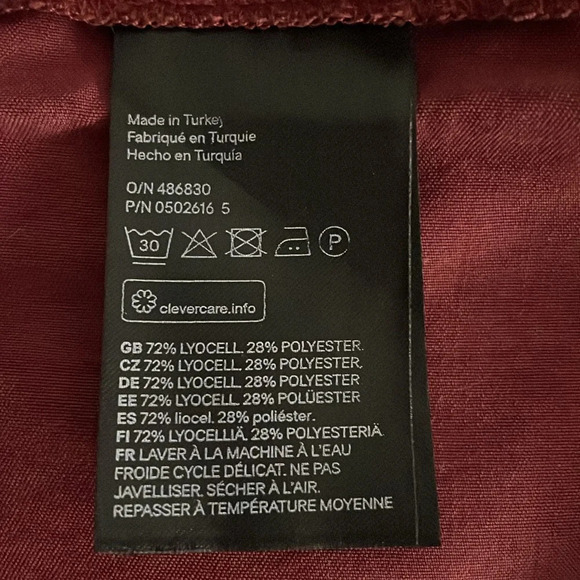 Made in Turkey
Fabriqué en Turquie
Hecho en Turquía
O/N 486830
P/N 0502616 5
30 P
clevercare.info
GB 72% LYOCELL. 28% POLYESTER.
CZ 72% LYOCELL. 28% POLYESTER.
DE 72% LYOCELL. 28% POLYESTER
EE 72% LYOCELL. 28% POLÜESTER
ES 72% liocel. 28% poliéster.
FI 72% LYOCELLIÄ. 28% POLYESTERIÄ.
FR LAVER À LA MACHINE À L'EAU
FROIDE CYCLE DÉLICAT. NE PAS
JAVELLISER. SÉCHER À L'AIR.
REPASSER À TEMPÉRATURE MOYENNE